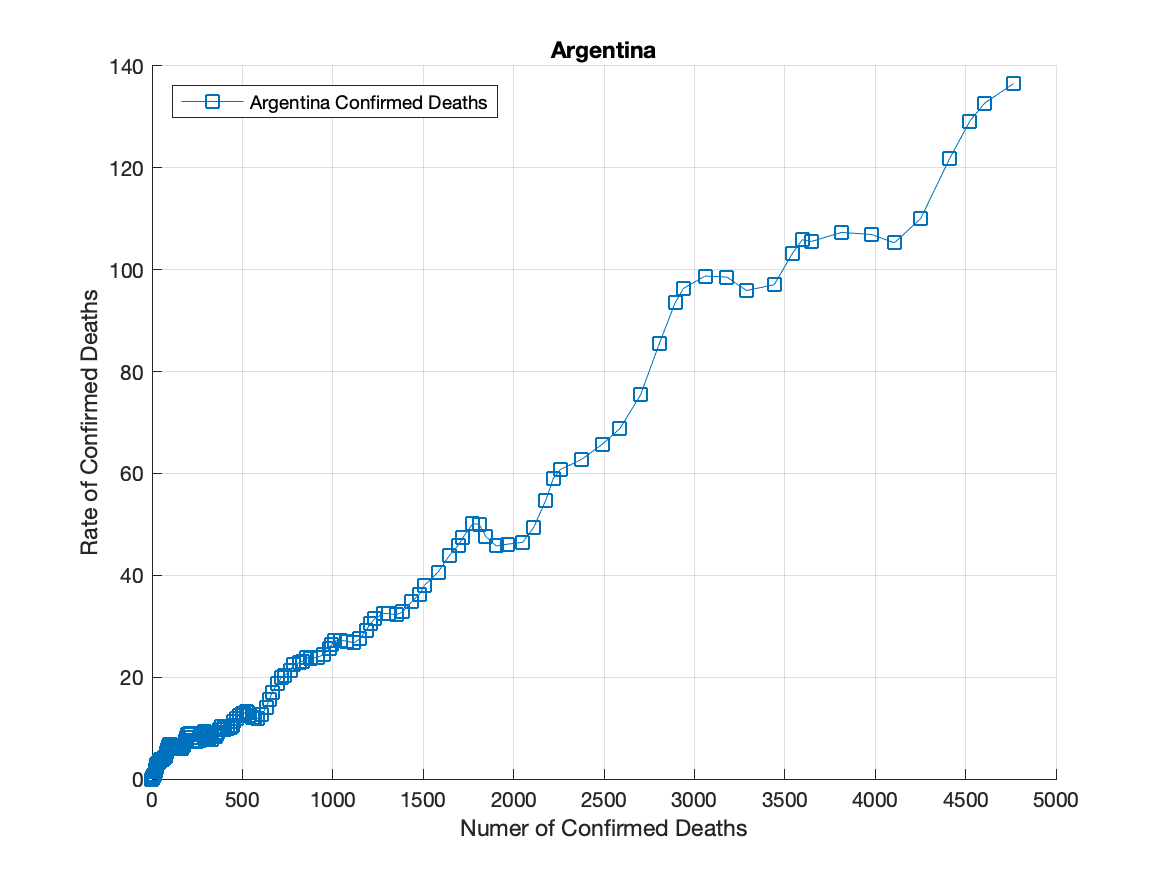 Argentina
Argentina Confirmed Deaths
140
120
100
80
60
40
20
0
Rate of Confirmed Deaths
0 500 1000 1500 2000 2500 3000 3500 4000 4500 5000
Numer of Confirmed Deaths